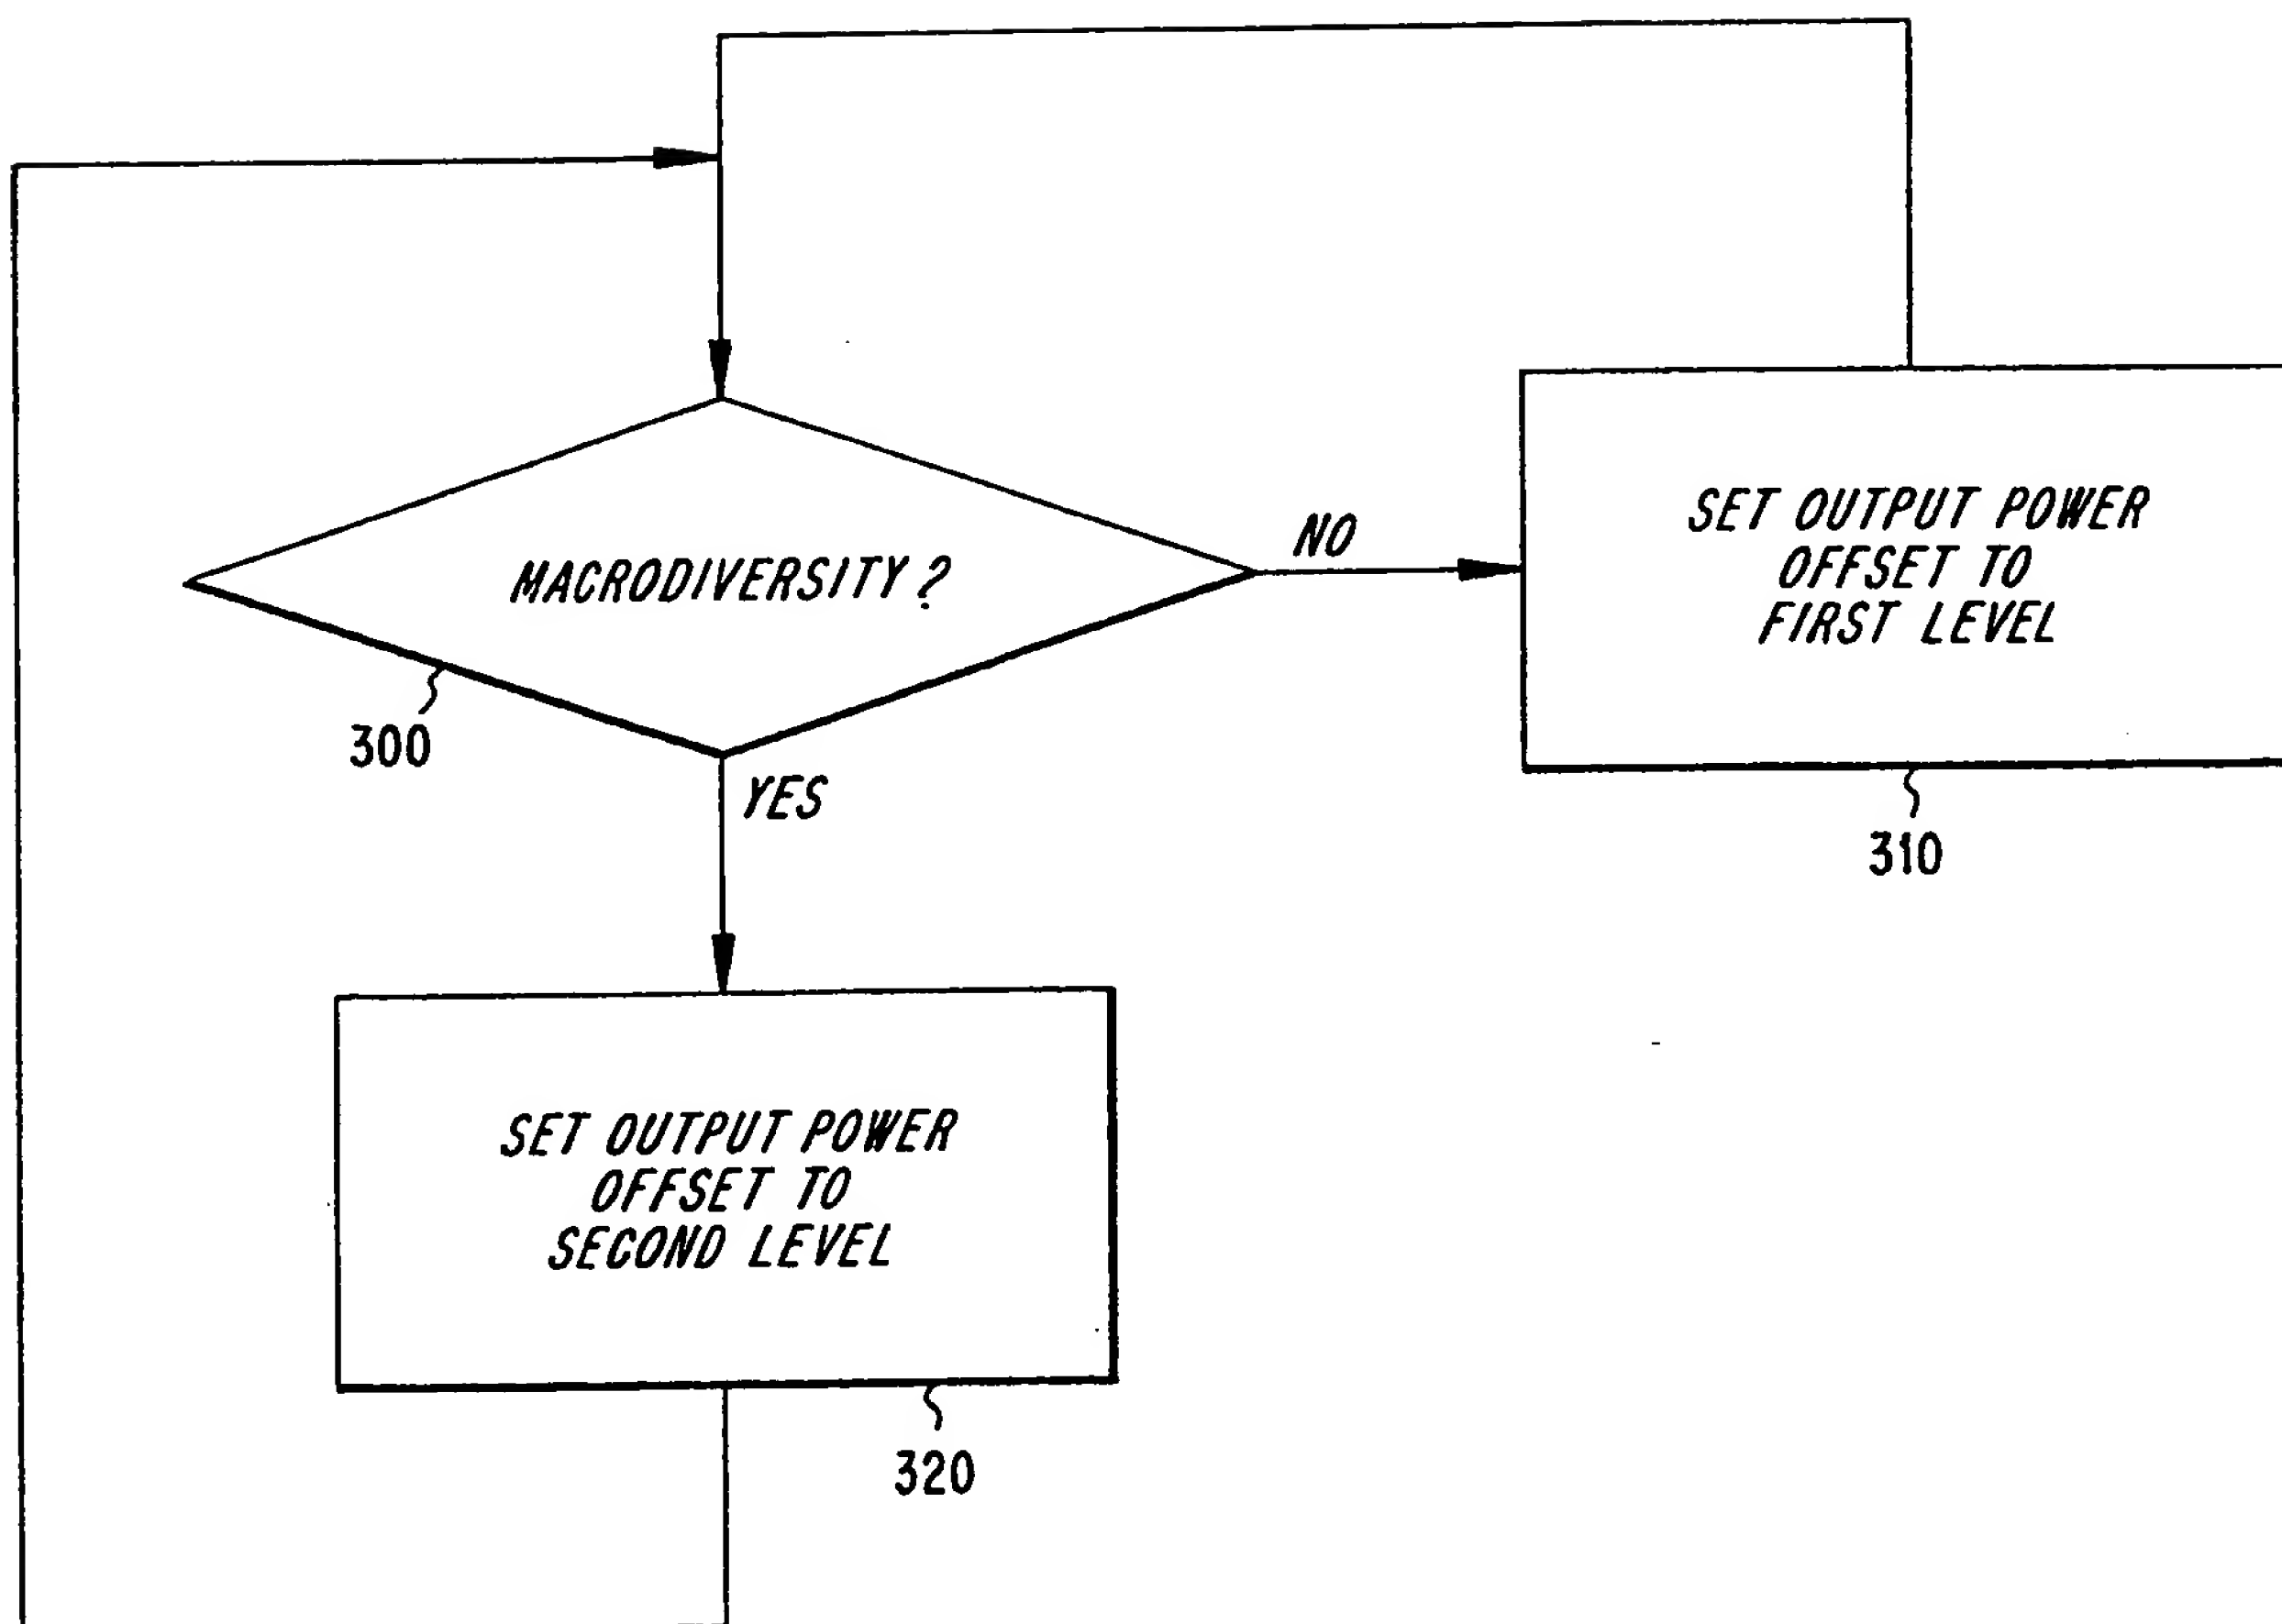 MACRODIVERSITY?
NO
SET OUTPUT POWER
OFFSET TO
FIRST LEVEL
300
YES
310
SET OUTPUT POWER
OFFSET TO
SECOND LEVEL
320